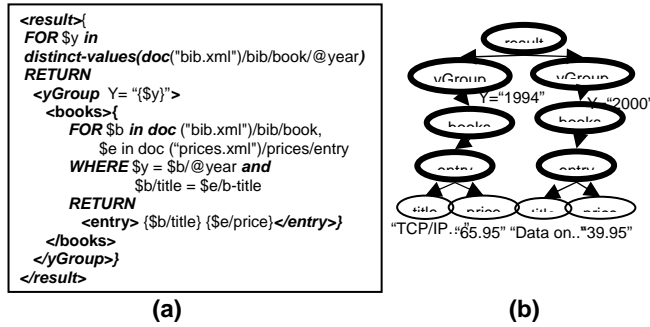 <result>{
FOR $y in
distinct-values(doc("bib.xml")/bib/book/@year)
RETURN
<yGroup Y= “{$y}”>
<books>{
FOR $b in doc ("bib.xml")/bib/book,
$e in doc (“prices.xml")/prices/entry
WHERE $y = $b/@year and
$b/title = $e/b-title
RETURN
<entry> {$b/title} {$e/price}</entry>}
</books>
</yGroup>}
</result>
(a)
result
yGroup yGroup
Y=“1994” Y=“2000”
books books
entry entry
title price title price
“TCP/IP…” “65.95” “Data on..” “39.95”
(b)